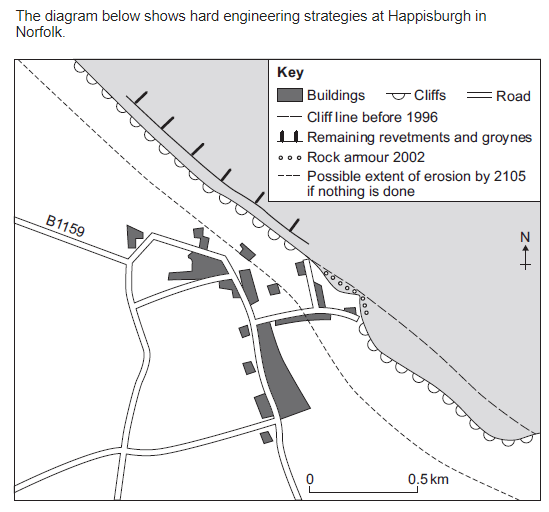 The diagram below shows hard engineering strategies at Happisburgh in
Norfolk.
Key
Buildings Cliffs Road
Cliff line before 1996
Remaining revetments and groynes
Rock armour 2002
Possible extent of erosion by 2105
if nothing is done
B1159
N
0 0.5 km